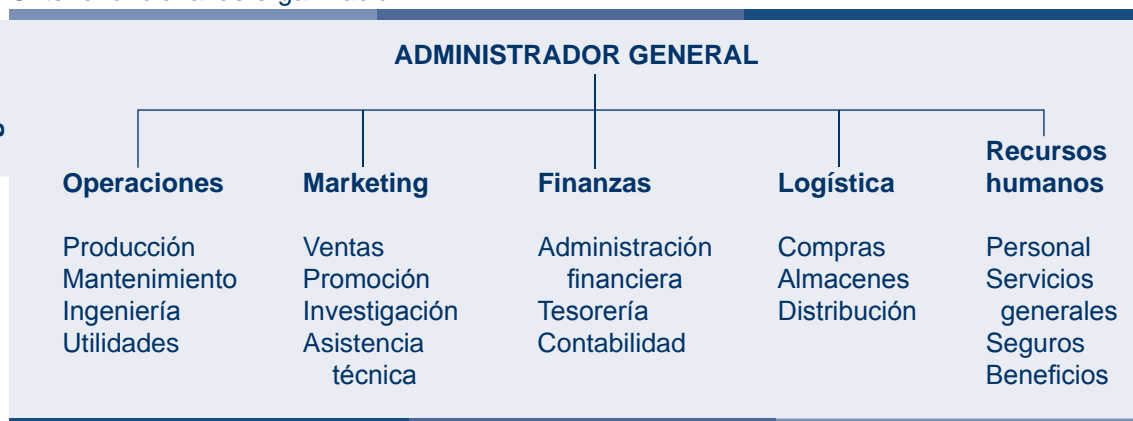 ADMINISTRADOR GENERAL
Operaciones
Producción
Mantenimiento
Ingeniería
Utilidades
Marketing
Ventas
Promoción
Investigación
Asistencia
técnica
Finanzas
Administración
financiera
Tesorería
Contabilidad
Logística
Compras
Almacenes
Distribución
Recursos
humanos
Personal
Servicios
generales
Seguros
Beneficios